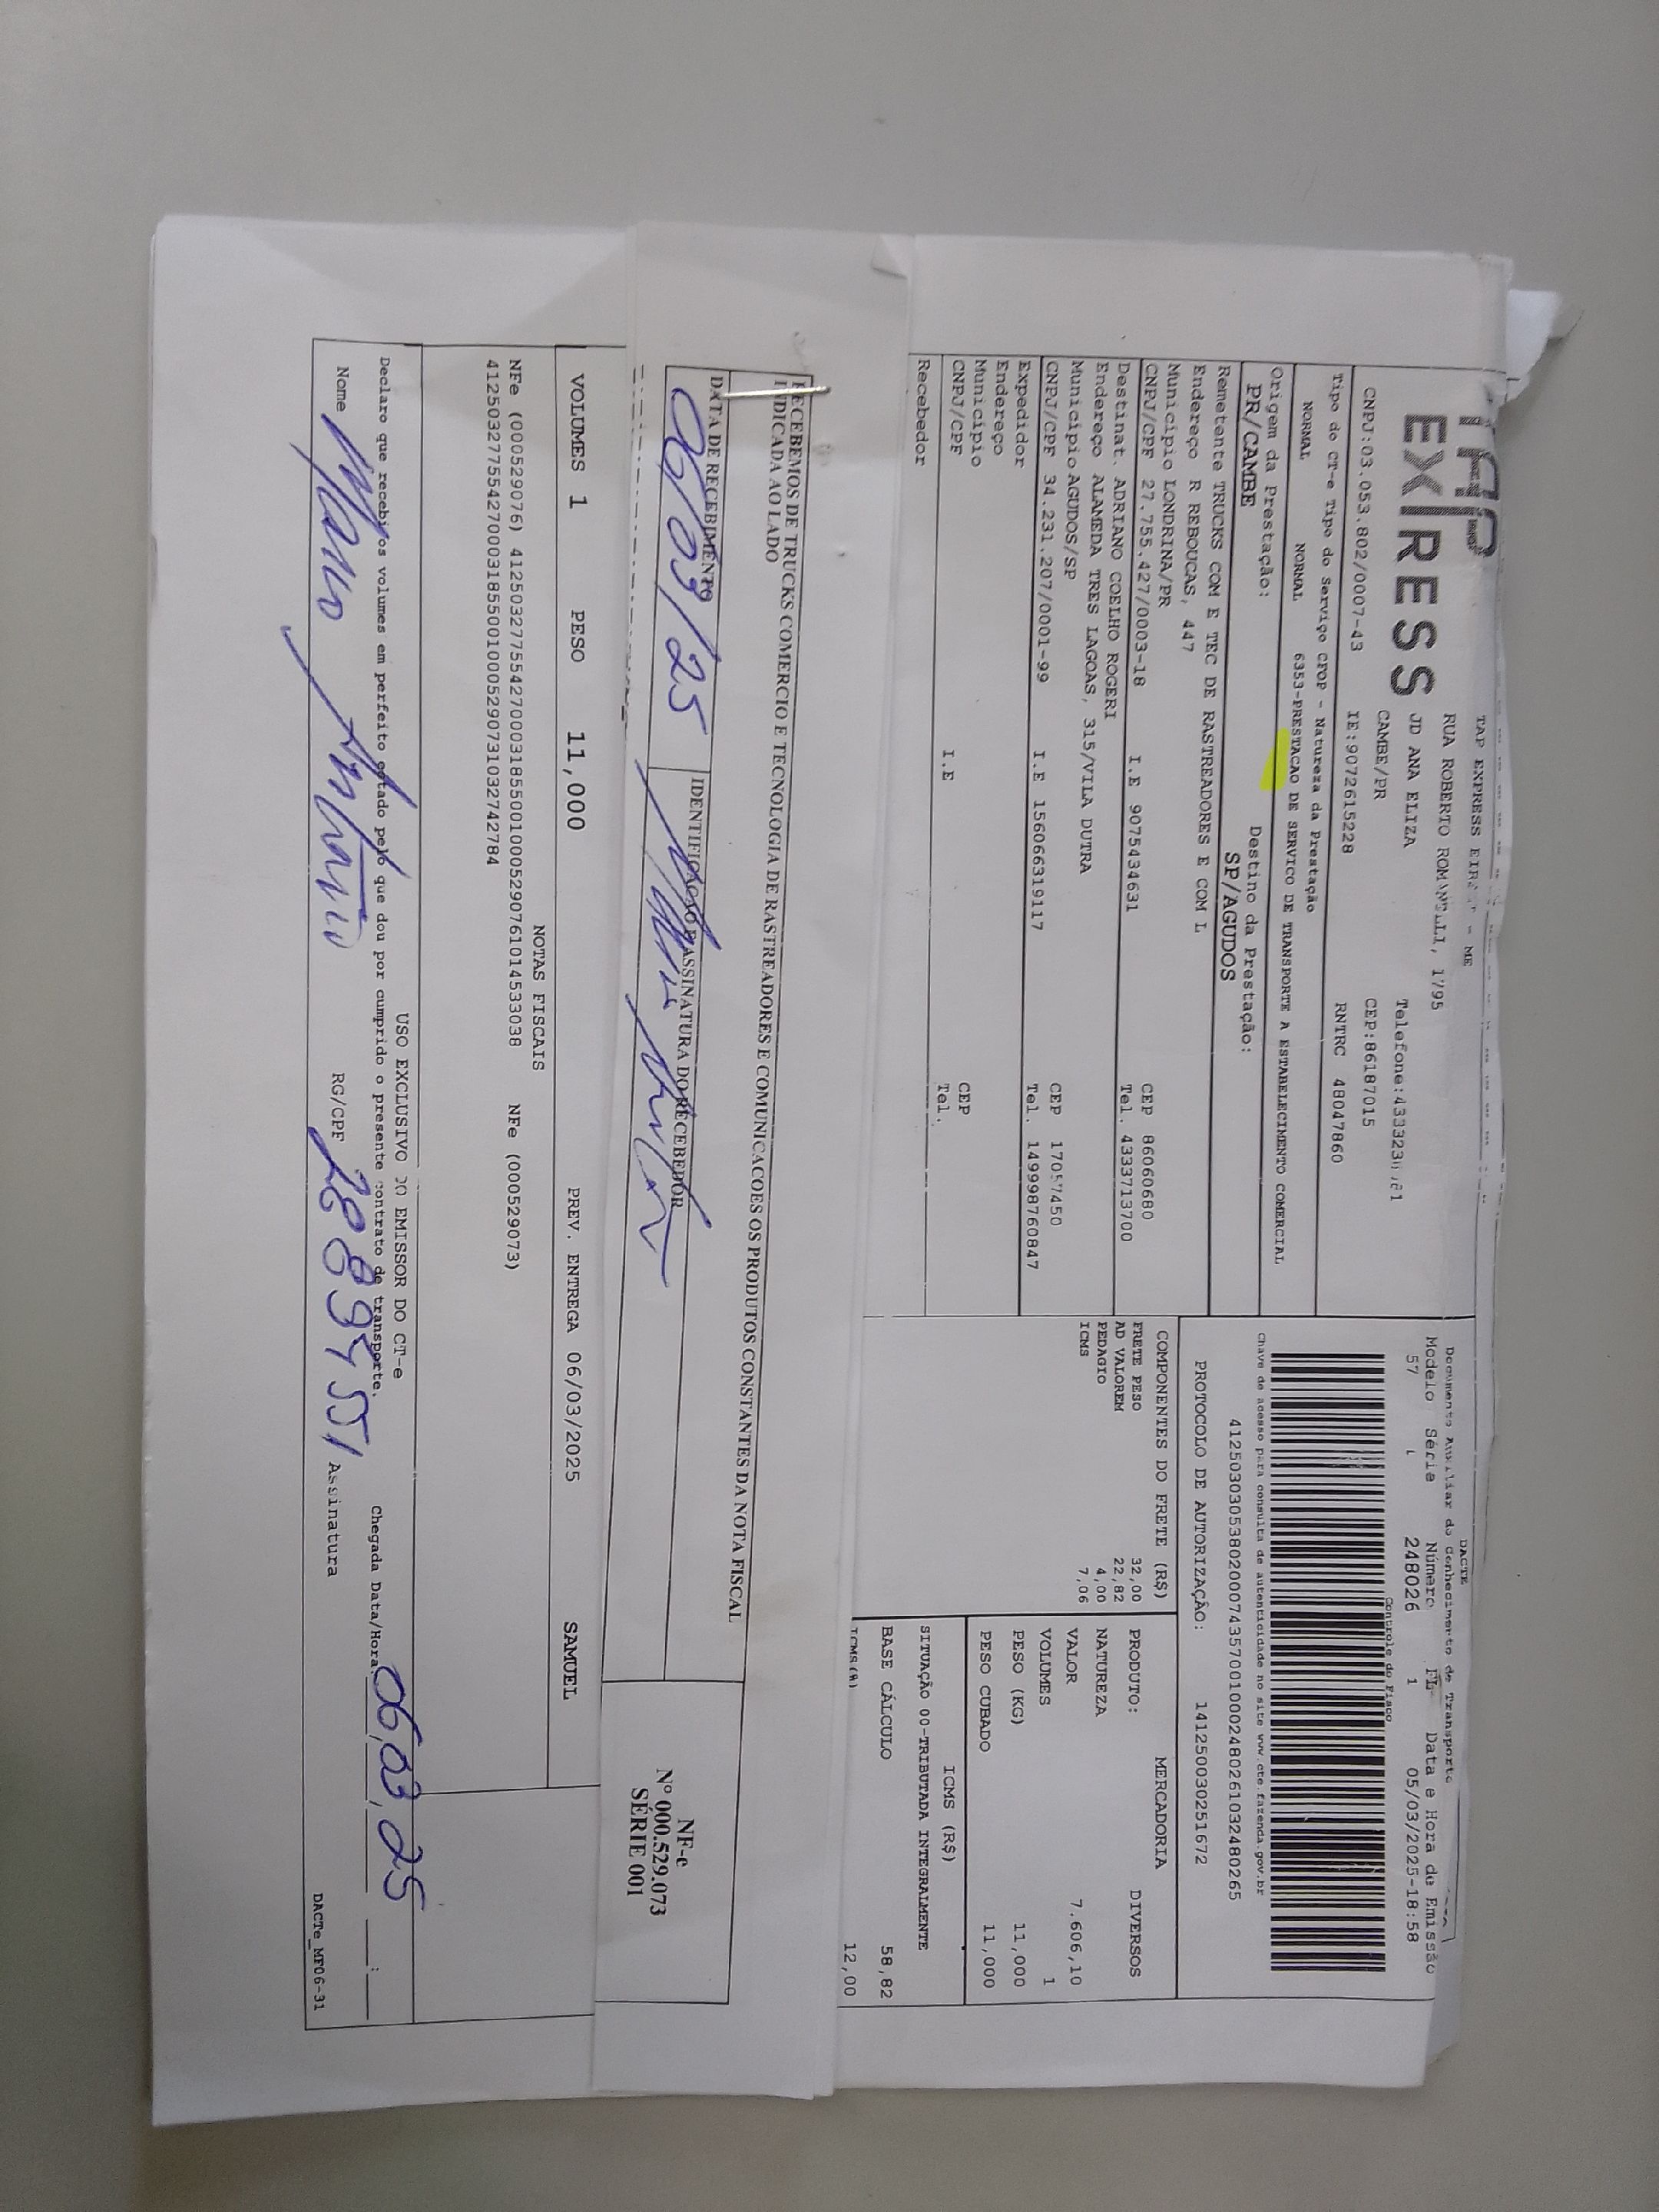 TAP
EXPRESS
TAP EXPRESS
ME
RUA ROBERTO ROMANELLI, 1795
JD ANA ELIZA
CAMBE/PR
CNPJ:03.053.802/0007-43 IE:9072615228
CEP:86187015
RNTRC 48047860
Tipo do CT-e Tipo do Serviço CFOP - Natureza da Prestação
NORMAL NORMAL 6353-PRESTACAO DE SERVICO DE TRANSPORTE A ESTABELECIMENTO COMERCIAL
Origem da Prestação: Destino da Prestação:
PR/CAMBE SP/AGUDOS
Remetente TRUCKS COM E TEC DE RASTREADORES E COM L
Endereço R REBOUCAS, 447
Município LONDRINA/PR CEP 86060680
CNPJ/CPF 27.755.427/0003-18 I.E 9075434631 Tel. 4333713700
Destinat. ADRIANO COELHO ROGERI
Endereço ALAMEDA TRES LAGOAS, 315/VILA DUTRA
Município AGUDOS/SP CEP 17057450
CNPJ/CPF 34.231.207/0001-99 I.E 156066319117 Tel. 14999876084​7
Expedidor
Endereço
Município CEP
CNPJ/CPF I.E Tel.
Recebedor
DACTE
Documento Auxiliar do Conhecimento de Transporte
Modelo Série Número FL Data e Hora de Emissão
57 248026 1 05/03/2025-18:58
Controle do Fisco
Chave de acesso para consulta de autenticidade no site www.cte.fazenda.gov.br
41250303053802000743570010002480261032480265
PROTOCOLO DE AUTORIZAÇÃO: 141250030251672
COMPONENTES DO FRETE (R$)
FRETE PESO 32,00
AD VALOREM 22,82
PEDAGIO 4,00
ICMS 7,06
MERCADORIA
PRODUTO: DIVERSOS
NATUREZA
VALOR 7.606,10
VOLUMES 1
PESO (KG) 11,000
PESO CUBADO 11,000
ICMS (R$)
SITUAÇÃO 00-TRIBUTADA INTEGRALMENTE
BASE CÁLCULO 58,82
ICMS(%) 12,00
RECEBEMOS DE TRUCKS COMERCIO E TECNOLOGIA DE RASTREADORES E COMUNICACOES OS PRODUTOS CONSTANTES DA NOTA FISCAL
INDICADA AO LADO
DATA DE RECEBIMENTO IDENTIFICAÇÃO E ASSINATURA DO RECEBEDOR
06/03/25
NF-e
Nº 000.529.073
SÉRIE 001
VOLUMES 1 PESO 11,000 PREV. ENTREGA 06/03/2025 SAMUEL
NOTAS FISCAIS
NFe (000529076) 41250327755427000318550010005290761014533038 NFe (000529073)
41250327755427000318550010005290731032742784
USO EXCLUSIVO DO EMISSOR DO CT-e
Declaro que recebi os volumes em perfeito estado pelo que dou por cumprido o presente contrato de transporte. Chegada Data/Hora 06,03,25
Nome RG/CPF Assinatura
DACTe_MF06-31